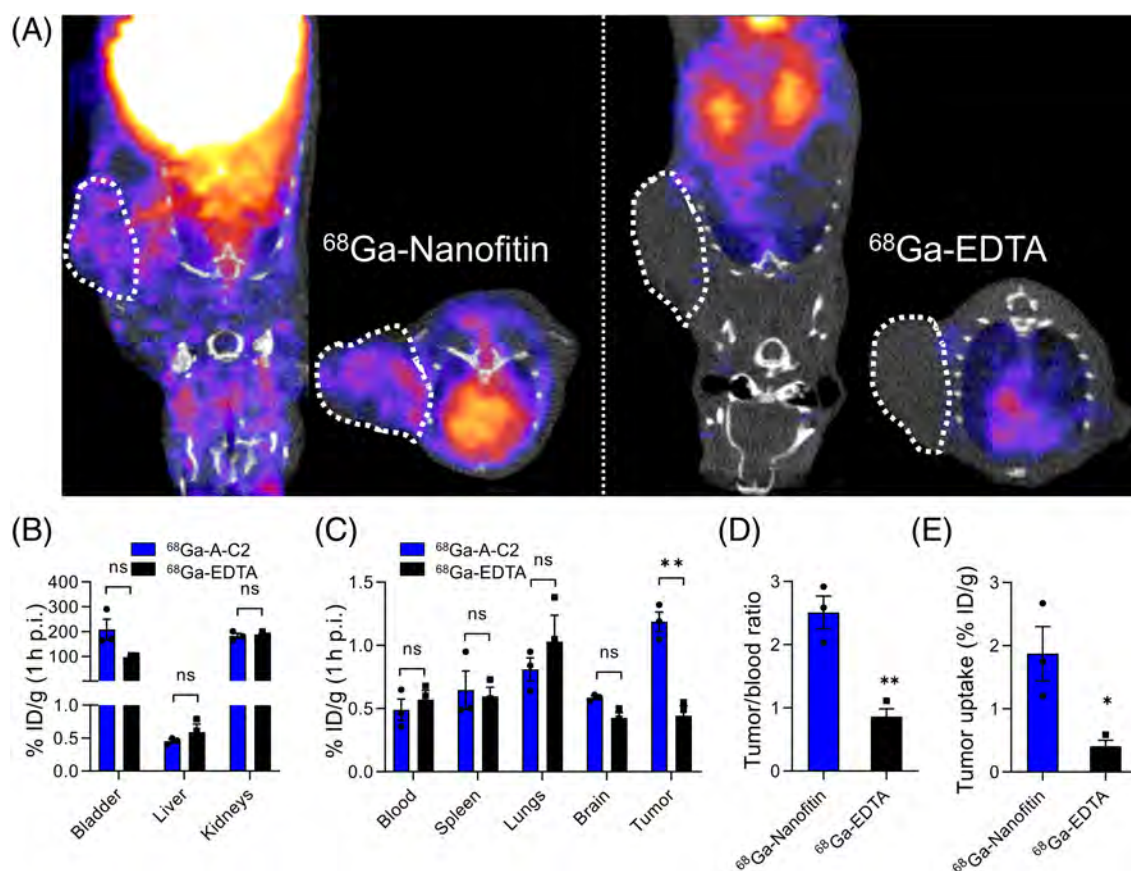 (A)
⁶⁸Ga-Nanofitin
⁶⁸Ga-EDTA
(B)
⁶⁸Ga-A-C2
⁶⁸Ga-EDTA
% ID/g (1h p.i.)
400
300
200
100
1.0
0.5
0.0
ns
ns
ns
Bladder
Liver
Kidneys
(C)
⁶⁸Ga-A-C2
⁶⁸Ga-EDTA
% ID/g (1h p.i.)
1.5
1.0
0.5
0.0
ns
ns
ns
ns
**
Blood
Spleen
Lungs
Brain
Tumor
(D)
Tumor/blood ratio
3
2
1
0
**
⁶⁸Ga-Nanofitin
⁶⁸Ga-EDTA
(E)
Tumor uptake (% ID/g)
3
2
1
0
*
⁶⁸Ga-Nanofitin
⁶⁸Ga-EDTA